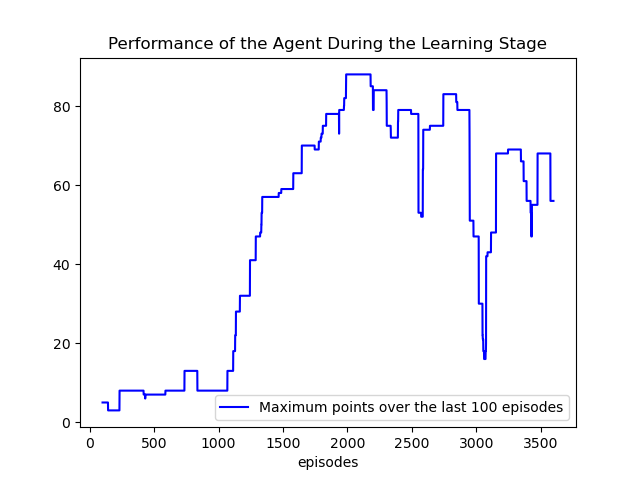 Performance of the Agent During the Learning Stage
80
60
40
20
0
Maximum points over the last 100 episodes
0 500 1000 1500 2000 2500 3000 3500
episodes